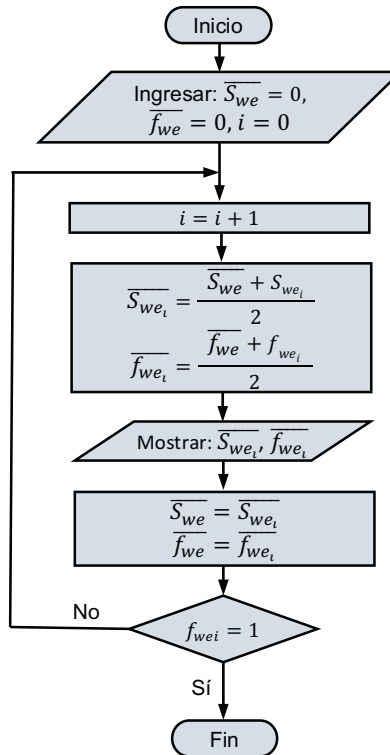 Inicio
Ingresar: $\overline{S_{we}} = 0,$
$\overline{f_{we}} = 0, i = 0$
$i = i + 1$
$\overline{S_{we_i}} = \frac{\overline{S_{we}} + S_{we_i}}{2}$
$\overline{f_{we_i}} = \frac{\overline{f_{we}} + f_{we_i}}{2}$
Mostrar: $\overline{S_{we_i}}, \overline{f_{we_i}}$
$\overline{S_{we}} = \overline{S_{we_i}}$
$\overline{f_{we}} = \overline{f_{we_i}}$
No
$f_{wei} = 1$
Sí
Fin